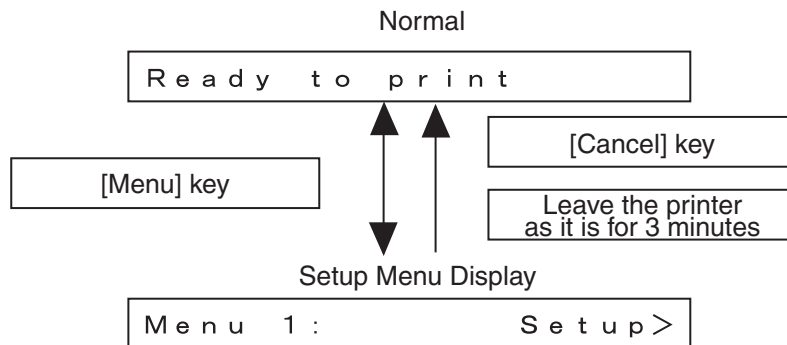 Normal
Ready to print
[Cancel] key
[Menu] key
Leave the printer
as it is for 3 minutes
Setup Menu Display
Menu 1: Setup>